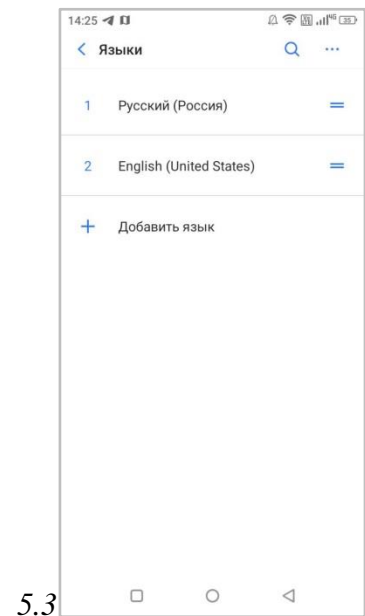 14:25
Языки
1 Русский (Россия)
2 English (United States)
+ Добавить язык
5.3